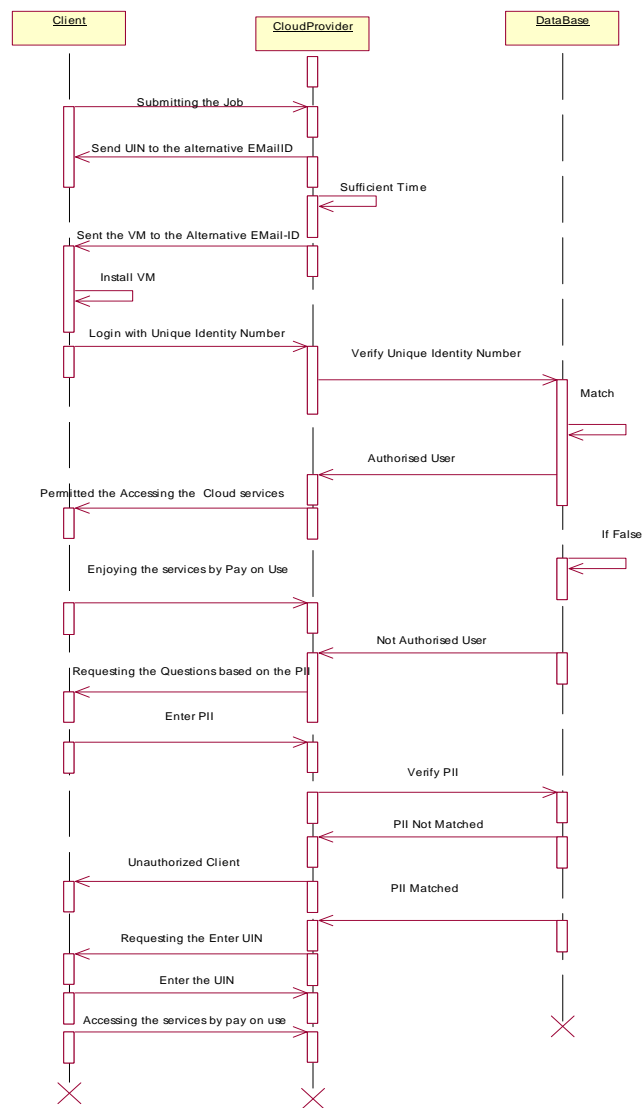 Client
CloudProvider
DataBase
Submitting the Job
Send UIN to the alternative EMailID
Sufficient Time
Sent the VM to the Alternative EMail-ID
Install VM
Login with Unique Identity Number
Verify Unique Identity Number
Match
Authorised User
Permitted the Accessing the Cloud services
If False
Enjoying the services by Pay on Use
Not Authorised User
Requesting the Questions based on the PII
Enter PII
Verify PII
PII Not Matched
Unauthorized Client
PII Matched
Requesting the Enter UIN
Enter the UIN
Accessing the services by pay on use